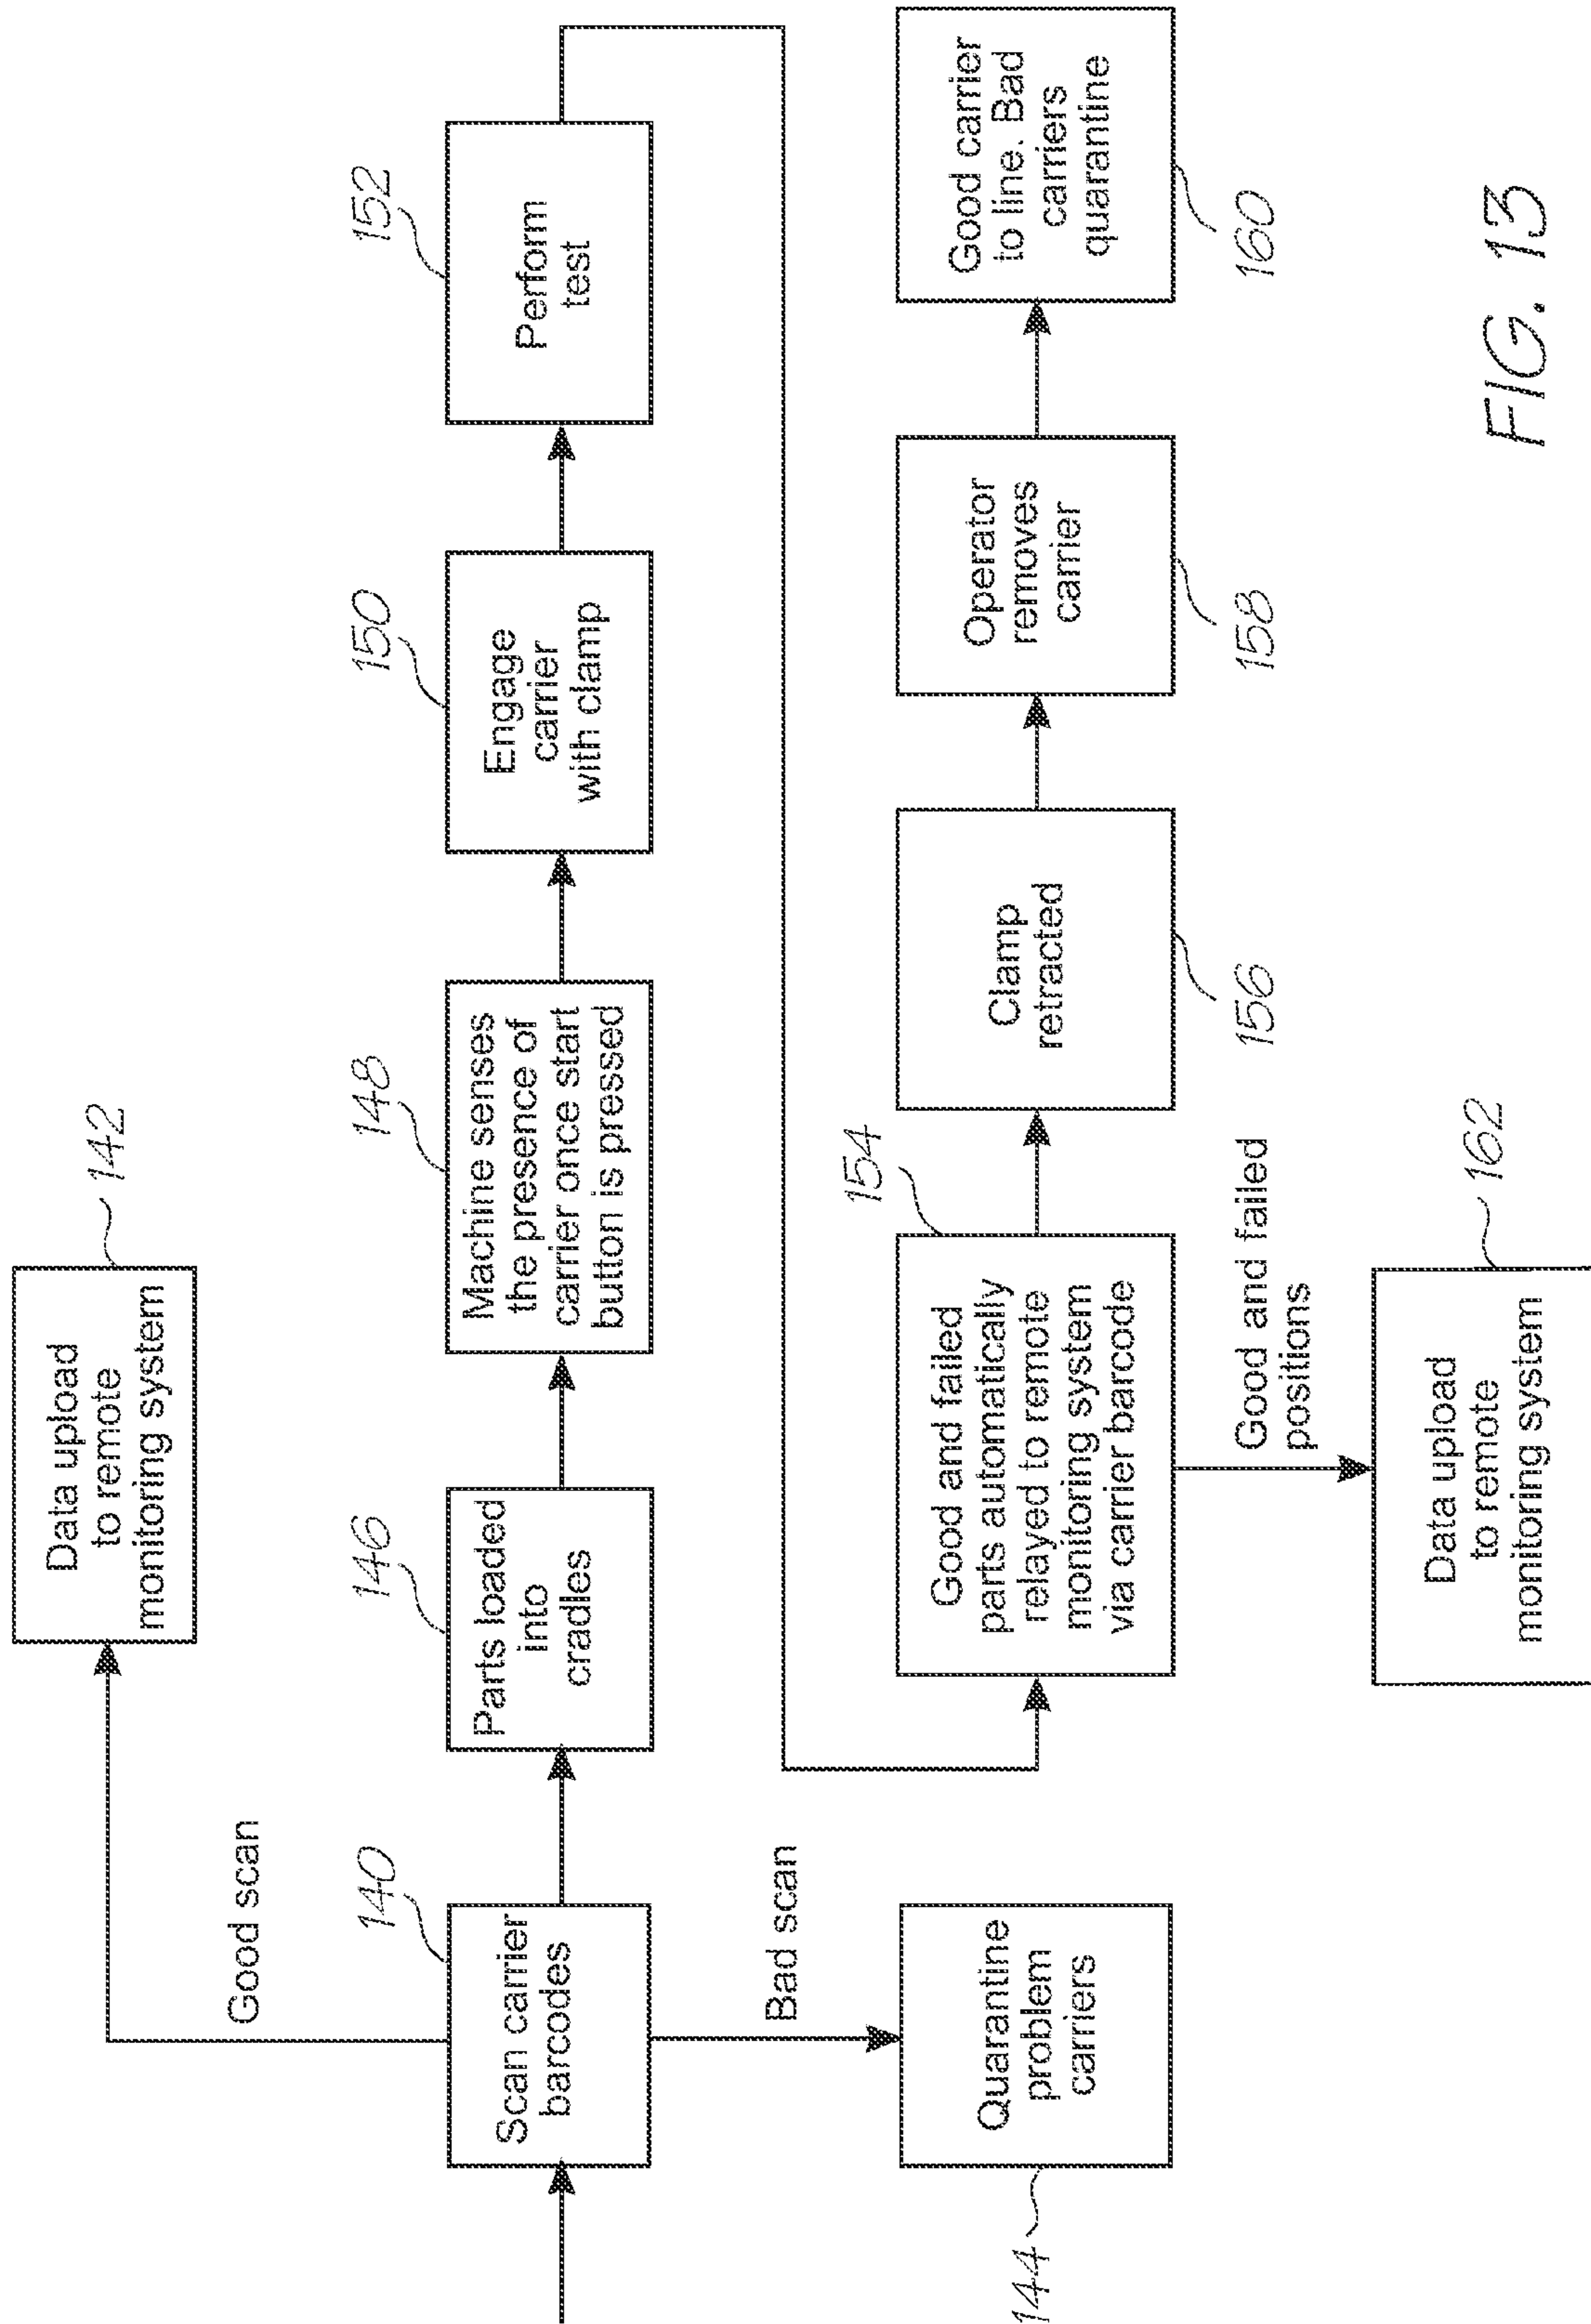 142
Data upload
to remote
monitoring system
Good scan
140
Scan carrier
barcodes
146
Parts loaded
into
cradles
148
Machine senses
the presence of
carrier once start
button is pressed
150
Engage
carrier
with clamp
152
Perform
test
Bad scan
144
Quarantine
problem
carriers
154
Good and failed
parts automatically
relayed to remote
monitoring system
via carrier barcode
Clamp
retracted
156
Operator
removes
carrier
158
Good carrier
to line. Bad
carriers
quarantine
160
Good and failed
positions
162
Data upload
to remote
monitoring system
FIG. 13